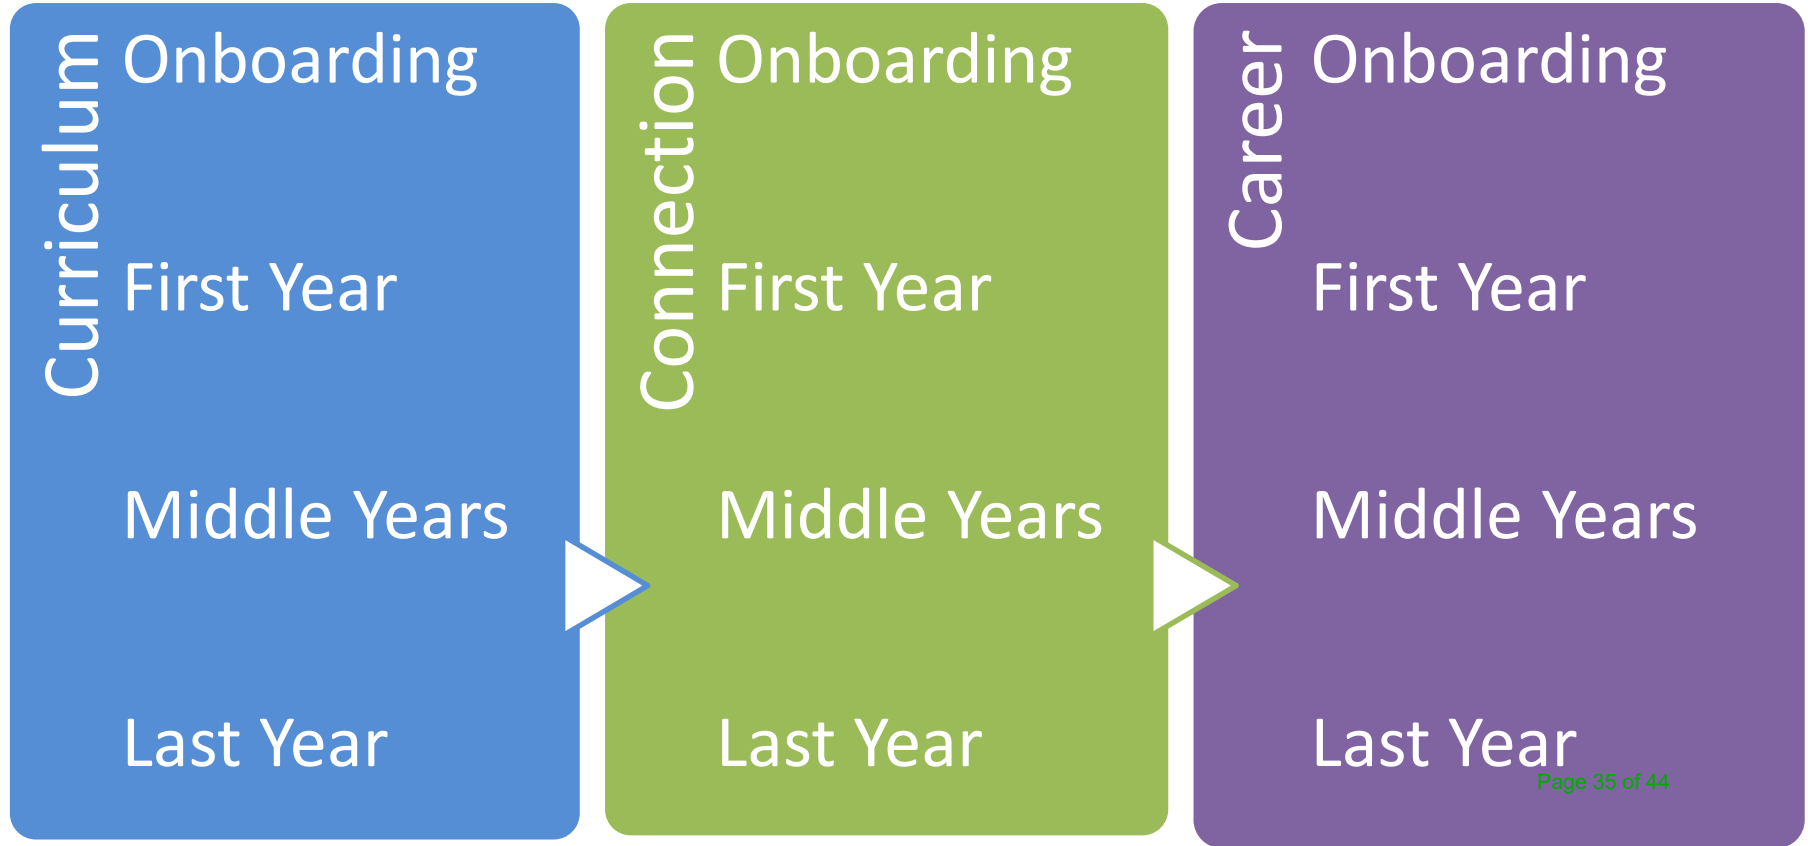 Curriculum
Onboarding
First Year
Middle Years
Last Year
Connection
Onboarding
First Year
Middle Years
Last Year
Career
Onboarding
First Year
Middle Years
Last Year
Page 35 of 44